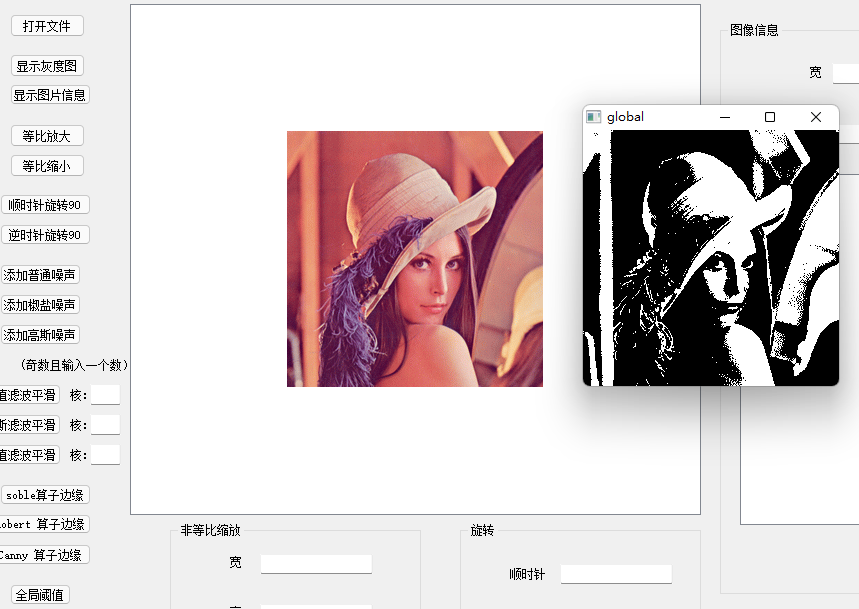 打开文件
显示灰度图
显示图片信息
等比放大
等比缩小
顺时针旋转90
逆时针旋转90
添加普通噪声
添加椒盐噪声
添加高斯噪声
(奇数且输入一个数)
值滤波平滑 核:
斯滤波平滑 核:
值滤波平滑 核:
soble算子边缘
obert 算子边缘
Canny 算子边缘
全局阈值
非等比缩放
宽
旋转
顺时针
图像信息
宽
global